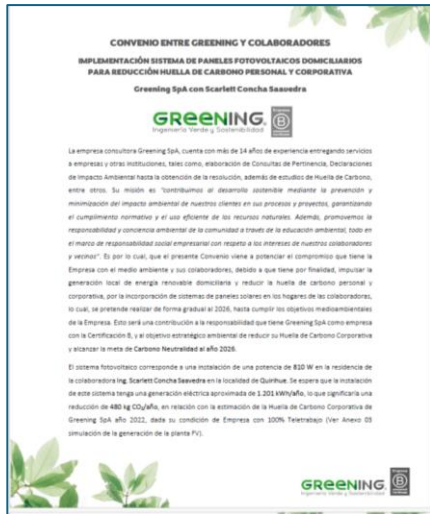 CONVENIO ENTRE GREENING Y COLABORADORES
IMPLEMENTACIÓN SISTEMA DE PANELES FOTOVOLTAICOS DOMICILIARIOS
PARA REDUCCIÓN HUELLA DE CARBONO PERSONAL Y CORPORATIVA
Greening SpA con Scarlett Concha Saavedra
GREENING.
Ingeniería Verde y Sostenibilidad
La empresa consultora Greening SpA, cuenta con más de 14 años de experiencia entregando servicios
a empresas y otras instituciones, tales como, elaboración de Consultas de Pertinencia, Declaraciones
de Impacto Ambiental hasta la obtención de la resolución, además de estudios de Huella de Carbono,
entre otros. Su misión es "contribuimos al desarrollo sostenible mediante la prevención y
minimización del impacto ambiental de nuestros clientes en sus procesos y proyectos, garantizando
el cumplimiento normativo y el uso eficiente de los recursos naturales. Además, promovemos la
responsabilidad y conciencia ambiental de la comunidad a través de la educación ambiental, todo en
el marco de responsabilidad social empresarial con respeto a los intereses de nuestros colaboradores
y vecinos". Es por lo cual, que el presente Convenio viene a potenciar el compromiso que tiene la
Empresa con el medio ambiente y sus colaboradores, debido a que tiene por finalidad, impulsar la
generación local de energía renovable domiciliaria y reducir la huella de carbono personal y
corporativa, por la incorporación de sistemas de paneles solares en los hogares de las colaboradoras,
lo cual, se pretende realizar de forma gradual al 2026, hasta cumplir los objetivos medioambientales
de la Empresa. Esto será una contribución a la responsabilidad que tiene Greening SpA como empresa
con la Certificación B, y al objetivo estratégico ambiental de reducir su Huella de Carbono Corporativa
y alcanzar la meta de Carbono Neutralidad al año 2026.
El sistema fotovoltaico corresponde a una instalación de una potencia de 810 W en la residencia de
la colaboradora Ing. Scarlett Concha Saavedra en la localidad de Quirihue. Se espera que la instalación
de este sistema tenga una generación eléctrica aproximada de 1.201 kWh/año, lo que significaría una
reducción de 480 kg CO₂/año, en relación con la estimación de la Huella de Carbono Corporativa de
Greening SpA año 2022, dada su condición de Empresa con 100% Teletrabajo (Ver Anexo 03
simulación de la generación de la planta FV).
GREENING.
Ingeniería Verde y Sostenibilidad